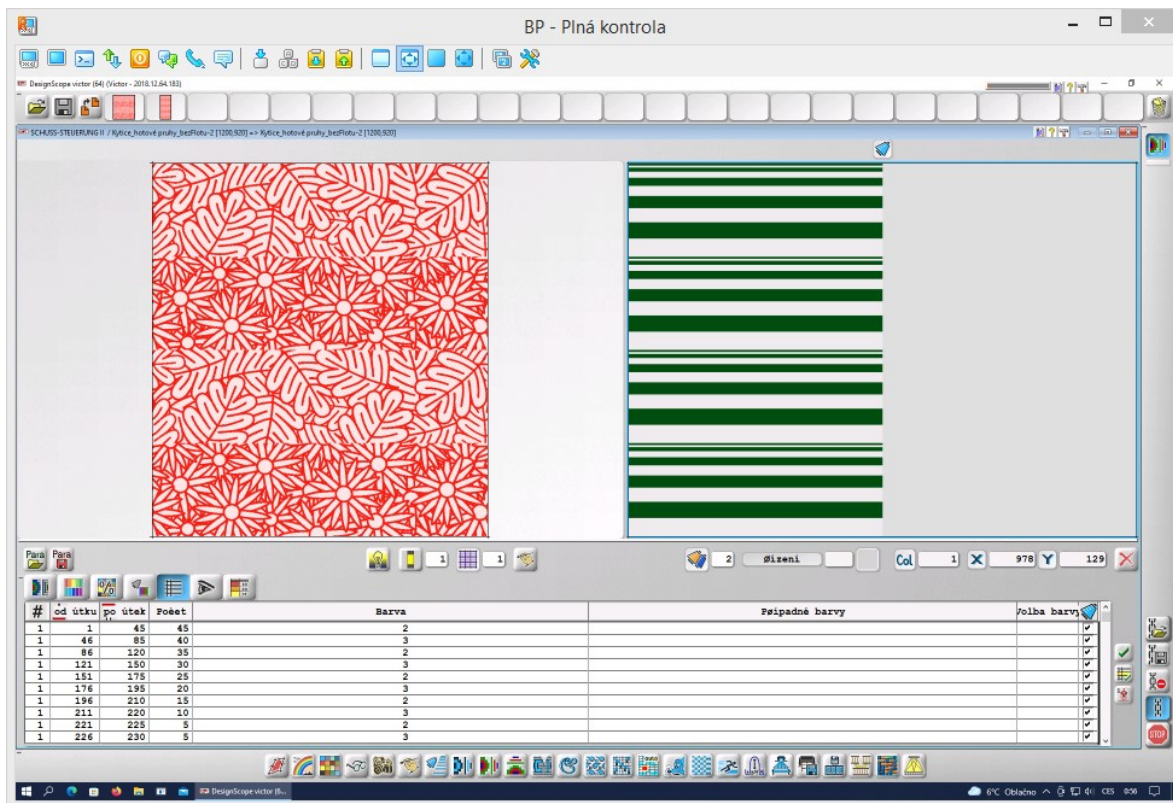 BP - Plná kontrola
DesignScope victor (64) (Victor - 2018.12.64.183)
SCHUSS-STEUERUNG II / Kytice_hotové pruhy_bezFlotu-2 [1200,920] => Kytice_hotové pruhy_bezFlotu-2 [1200,920]
Para Para 1 1 2 Øizeni Col 1 X 978 Y 129
# od útku po útek Poèet Barva Pøípadné barvy Volba barvy
1 1 45 45 2
1 46 85 40 3
1 86 120 35 2
1 121 150 30 3
1 151 175 25 2
1 176 195 20 3
1 196 210 15 2
1 211 220 10 3
1 221 225 5 2
1 226 230 5 3
STOP
DesignScope victor (6...
6°C Oblačno CES 0:56